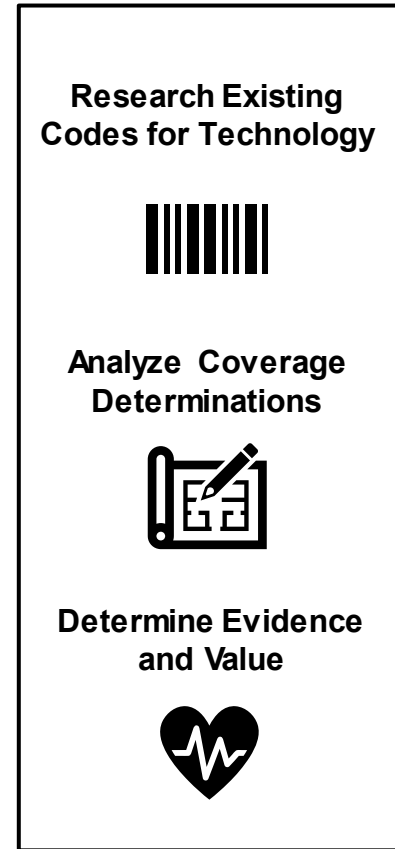 Research Existing
Codes for Technology
Analyze Coverage
Determinations
Determine Evidence
and Value